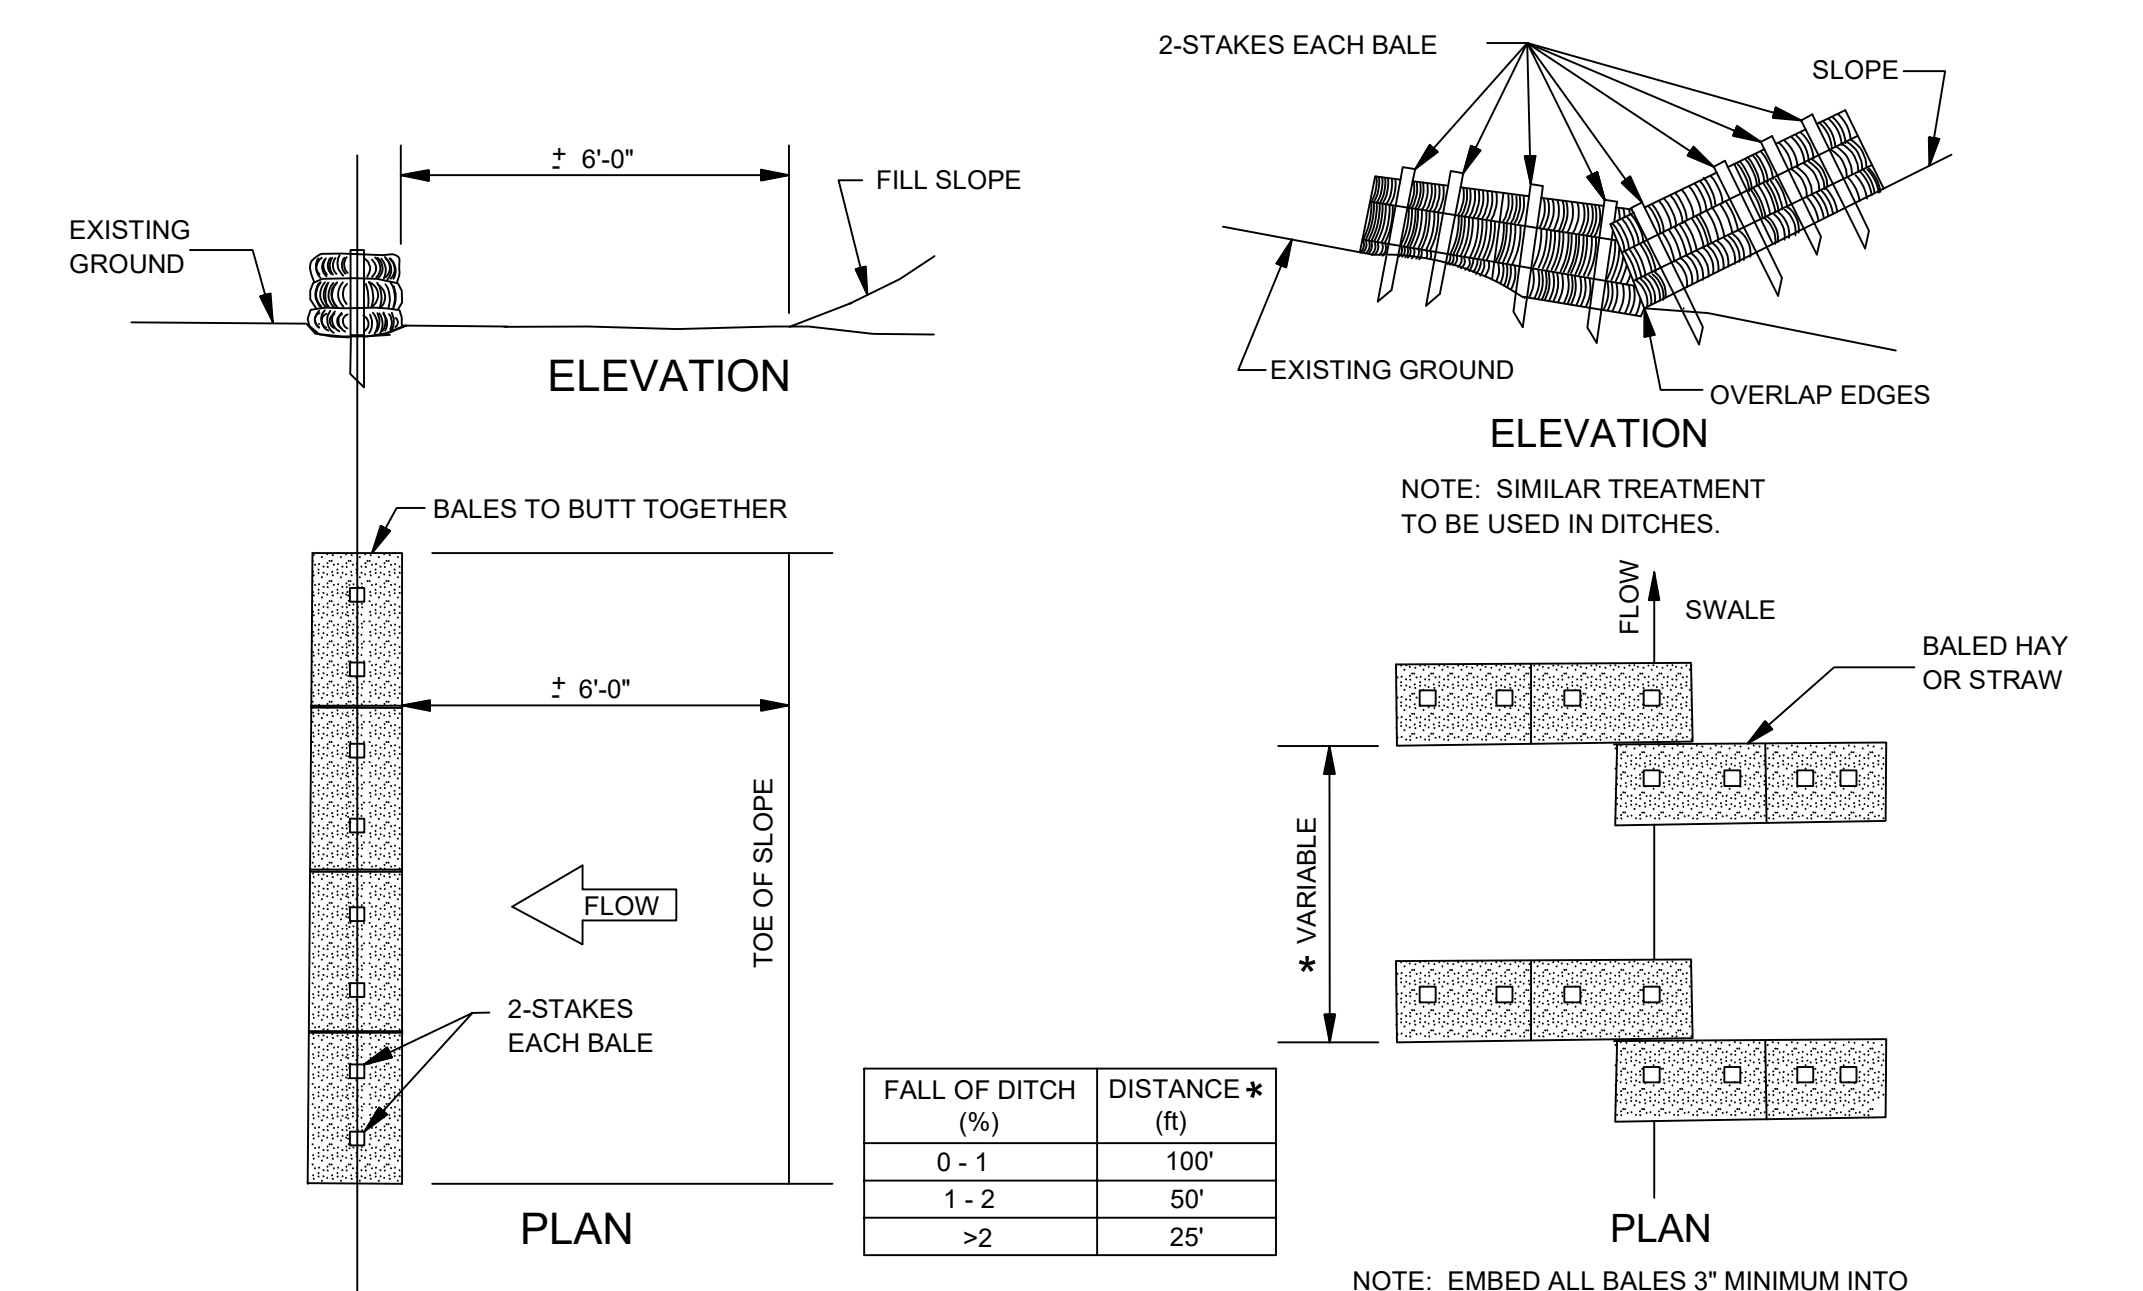 EXISTING
GROUND
± 6'-0"
FILL SLOPE
ELEVATION
BALES TO BUTT TOGETHER
± 6'-0"
TOE OF SLOPE
FLOW
2-STAKES
EACH BALE
PLAN
2-STAKES EACH BALE
SLOPE
EXISTING GROUND
OVERLAP EDGES
ELEVATION
NOTE: SIMILAR TREATMENT
TO BE USED IN DITCHES.
FLOW
SWALE
BALED HAY
OR STRAW
* VARIABLE
FALL OF DITCH DISTANCE *
(%) (ft)
0 - 1 100'
1 - 2 50'
>2 25'
PLAN
NOTE: EMBED ALL BALES 3" MINIMUM INTO